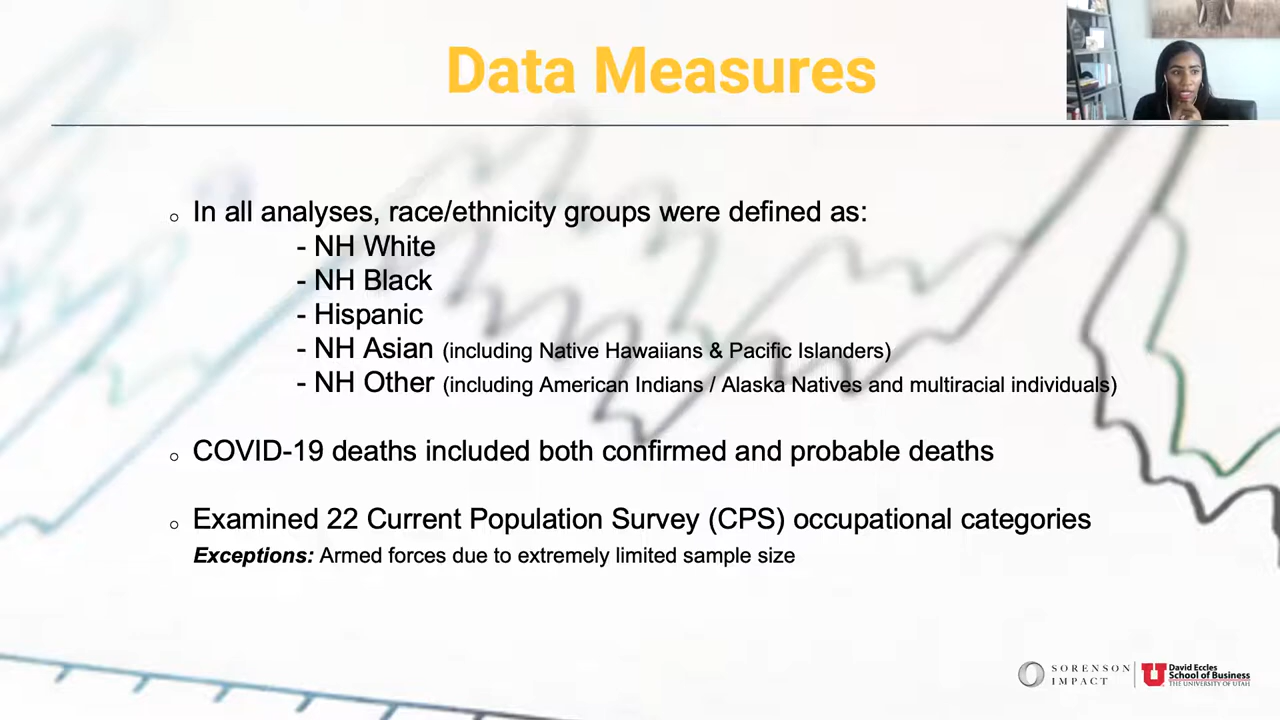 Data Measures
○ In all analyses, race/ethnicity groups were defined as:
- NH White
- NH Black
- Hispanic
- NH Asian (including Native Hawaiians & Pacific Islanders)
- NH Other (including American Indians / Alaska Natives and multiracial individuals)
○ COVID-19 deaths included both confirmed and probable deaths
○ Examined 22 Current Population Survey (CPS) occupational categories
Exceptions: Armed forces due to extremely limited sample size
SORENSON
IMPACT
U
David Eccles
School of Business
THE UNIVERSITY OF UTAH